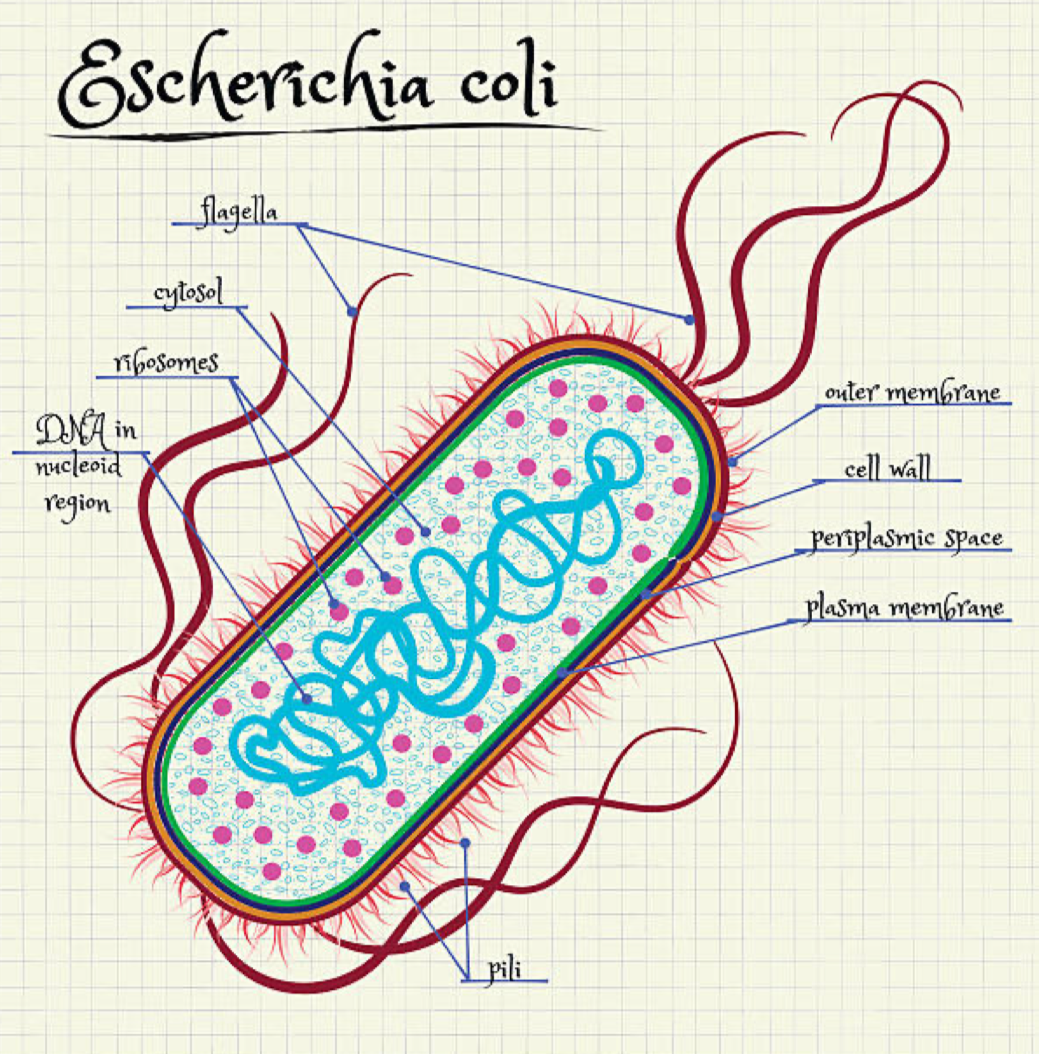 Escherichia coli
flagella
cytosol
ribosomes
DNA in
nucleoid
region
outer membrane
cell wall
periplasmic space
plasma membrane
pili